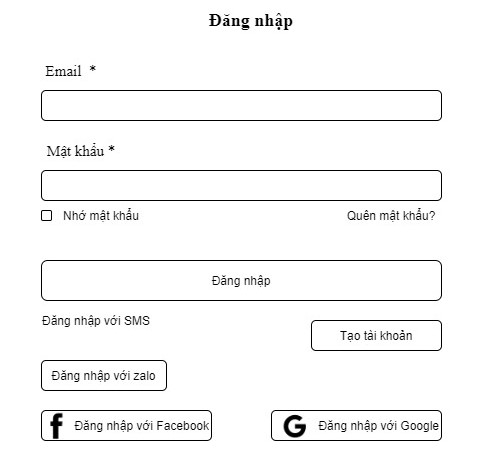 Đăng nhập
Email *
Mật khẩu *
Nhớ mật khẩu
Quên mật khẩu?
Đăng nhập
Đăng nhập với SMS
Tạo tài khoản
Đăng nhập với zalo
Đăng nhập với Facebook
Đăng nhập với Google